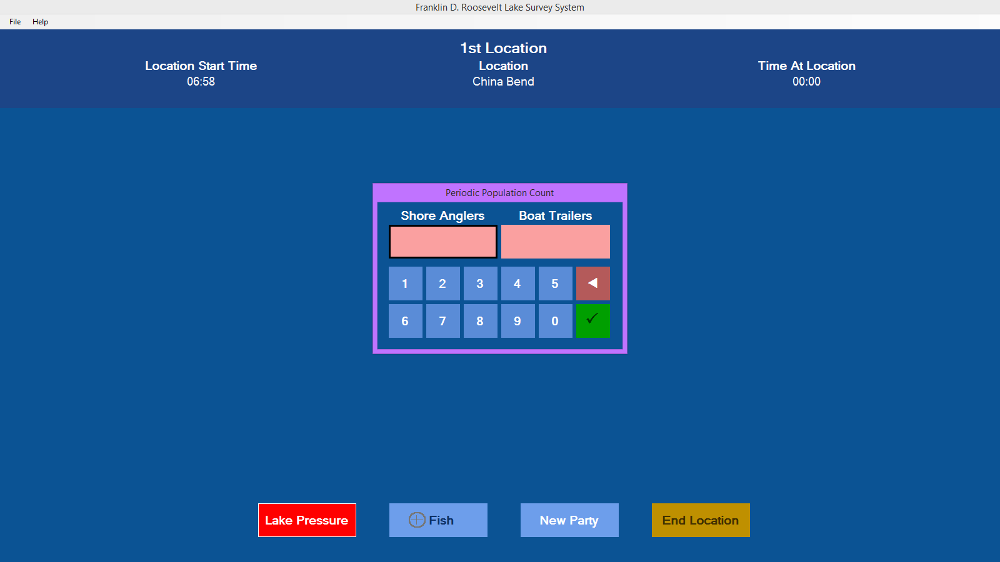 Franklin D. Roosevelt Lake Survey System
File Help
1st Location
Location Start Time Location Time At Location
06:58 China Bend 00:00
Periodic Population Count
Shore Anglers Boat Trailers
1 2 3 4 5
6 7 8 9 0
Lake Pressure Fish New Party End Location